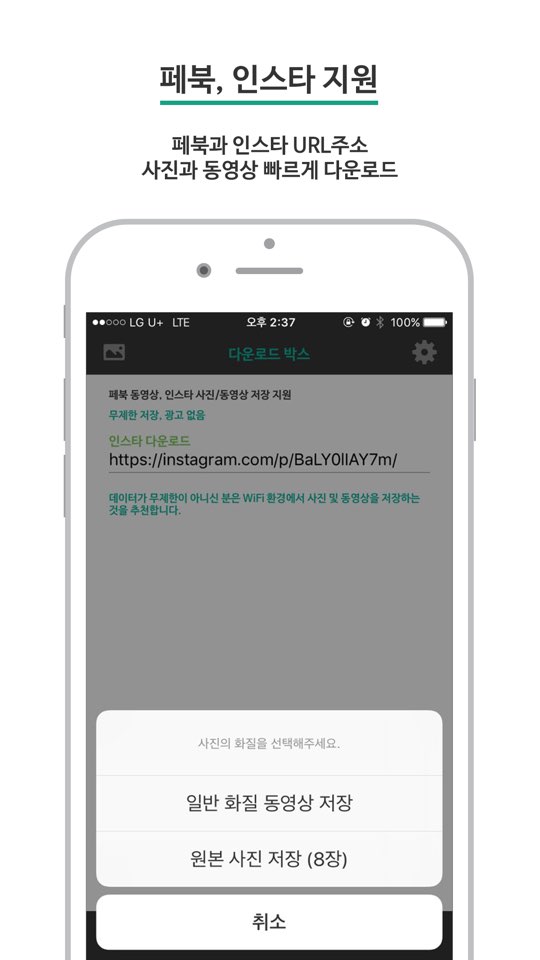 페북, 인스타 지원
페북과 인스타 URL주소
사진과 동영상 빠르게 다운로드
LG U+ LTE 오후 2:37 100%
다운로드 박스
페북 동영상, 인스타 사진/동영상 저장 지원
무제한 저장, 광고 없음
인스타 다운로드
https://instagram.com/p/BaLY0llAY7m/
데이터가 무제한이 아니신 분은 WiFi 환경에서 사진 및 동영상을 저장하는
것을 추천합니다.
사진의 화질을 선택해주세요.
일반 화질 동영상 저장
원본 사진 저장 (8장)
취소